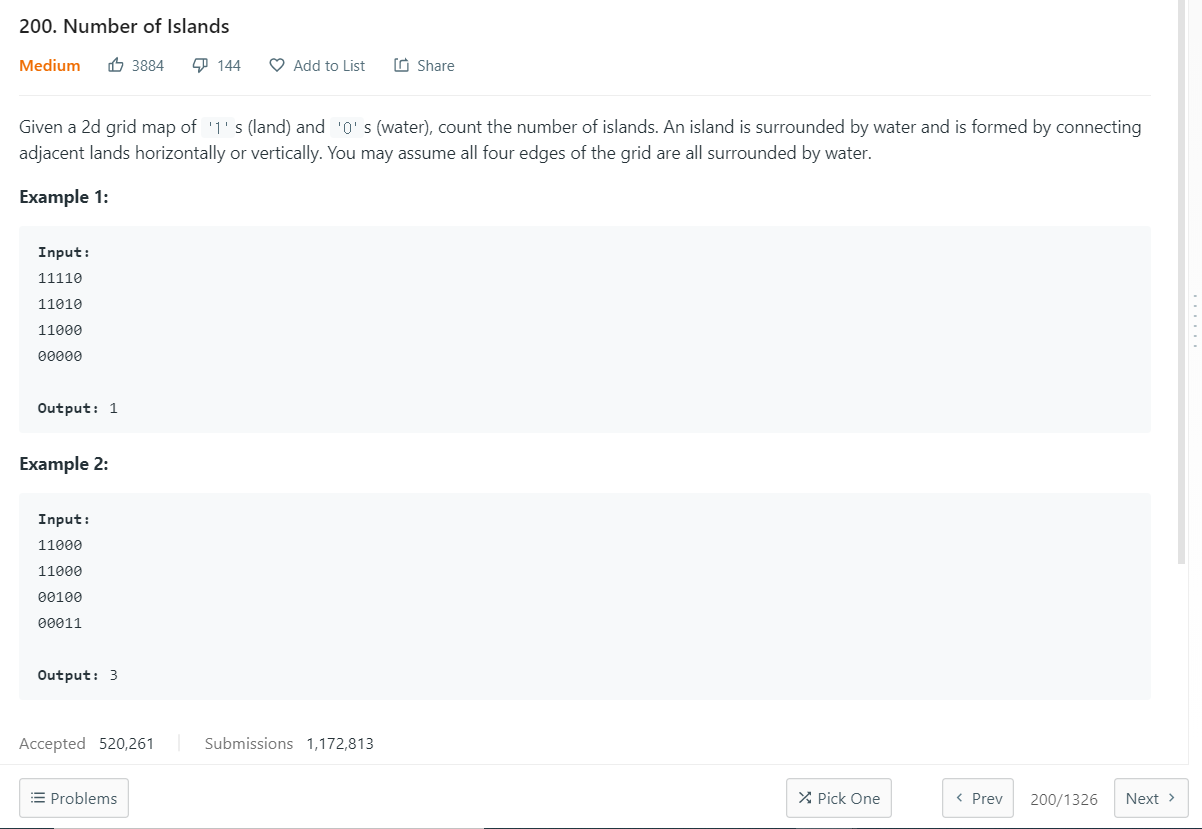 200. Number of Islands
Medium 3884 144 Add to List Share
Given a 2d grid map of '1's (land) and '0's (water), count the number of islands. An island is surrounded by water and is formed by connecting
adjacent lands horizontally or vertically. You may assume all four edges of the grid are all surrounded by water.
Example 1:
Input:
11110
11010
11000
00000
Output: 1
Example 2:
Input:
11000
11000
00100
00011
Output: 3
Accepted 520,261 Submissions 1,172,813
Problems Pick One Prev 200/1326 Next